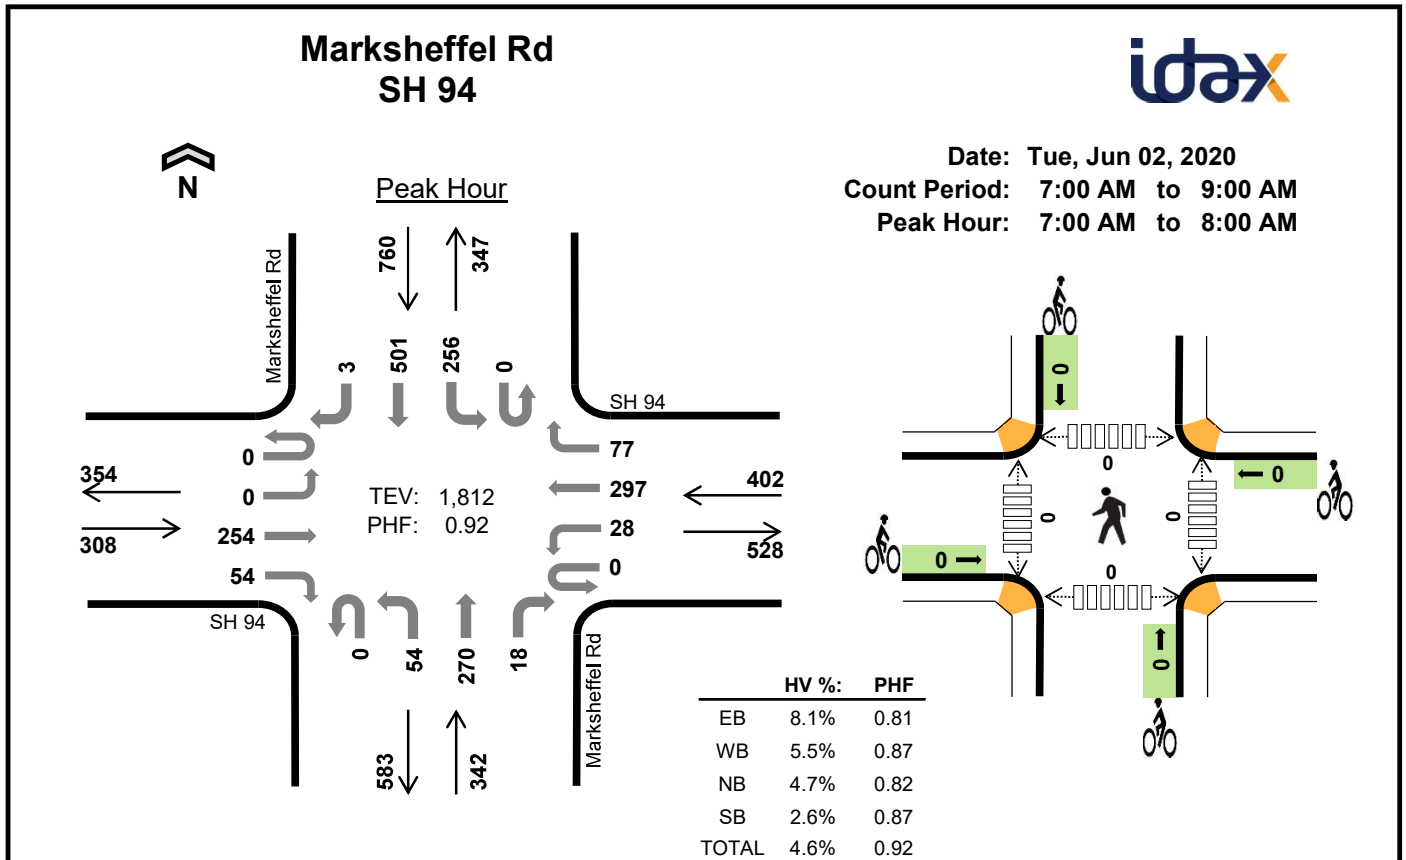 Marksheffel Rd
SH 94
idax
Date: Tue, Jun 02, 2020
Count Period: 7:00 AM to 9:00 AM
Peak Hour: 7:00 AM to 8:00 AM
N
Peak Hour
760
347
Marksheffel Rd
3
501
256
0
SH 94
0
77
354
0
297
402
TEV: 1,812
PHF: 0.92
308
254
28
528
54
0
SH 94
0
54
270
18
Marksheffel Rd
583
342
0
0
0
0
0
0
0
0
HV %: PHF
EB 8.1% 0.81
WB 5.5% 0.87
NB 4.7% 0.82
SB 2.6% 0.87
TOTAL 4.6% 0.92